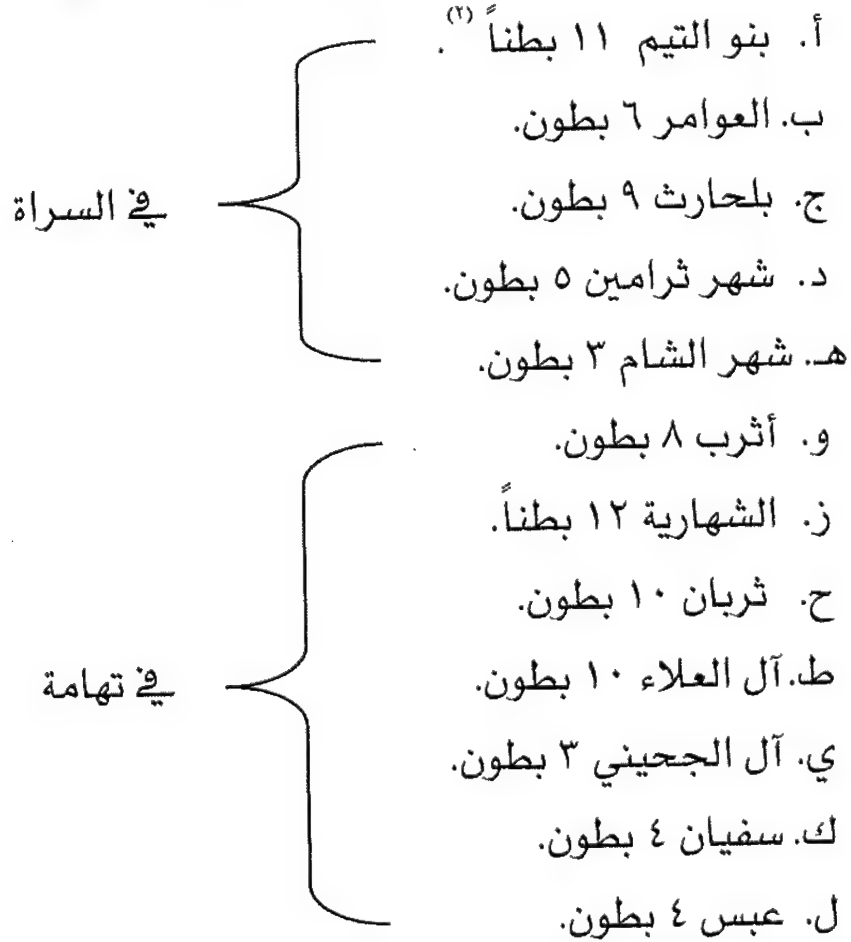 أ. بنو التيم ١١ بطناً (٢).
ب. العوامر ٦ بطون.
ج. بلحارث ٩ بطون.
د. شهر ثرامين ٥ بطون.
هـ. شهر الشام ٣ بطون.
في السراة
و. أثرب ٨ بطون.
ز. الشهارية ١٢ بطناً.
ح. ثربان ١٠ بطون.
ط. آل العلاء ١٠ بطون.
ي. آل الجحيني ٣ بطون.
ك. سفيان ٤ بطون.
ل. عبس ٤ بطون.
في تهامة